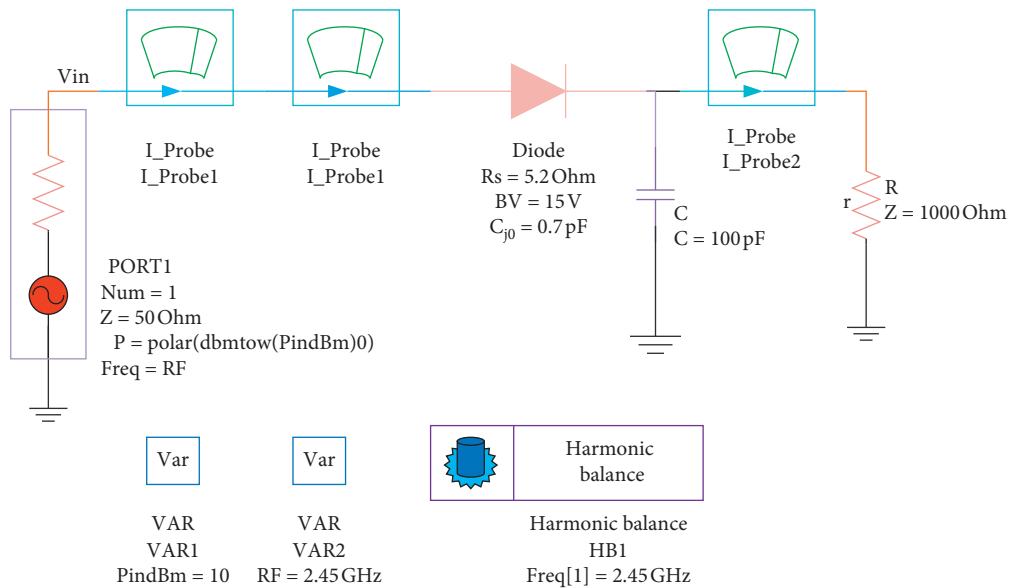 Vin
I_Probe
I_Probe1
I_Probe
I_Probe1
Diode
Rs = 5.2 Ohm
BV = 15 V
Cj0 = 0.7 pF
I_Probe
I_Probe2
C
C = 100 pF
r
R
Z = 1000 Ohm
PORT1
Num = 1
Z = 50 Ohm
P = polar(dbmtow(PindBm)0)
Freq = RF
Var
VAR
VAR1
PindBm = 10
Var
VAR
VAR2
RF = 2.45 GHz
Harmonic
balance
Harmonic balance
HB1
Freq[1] = 2.45 GHz